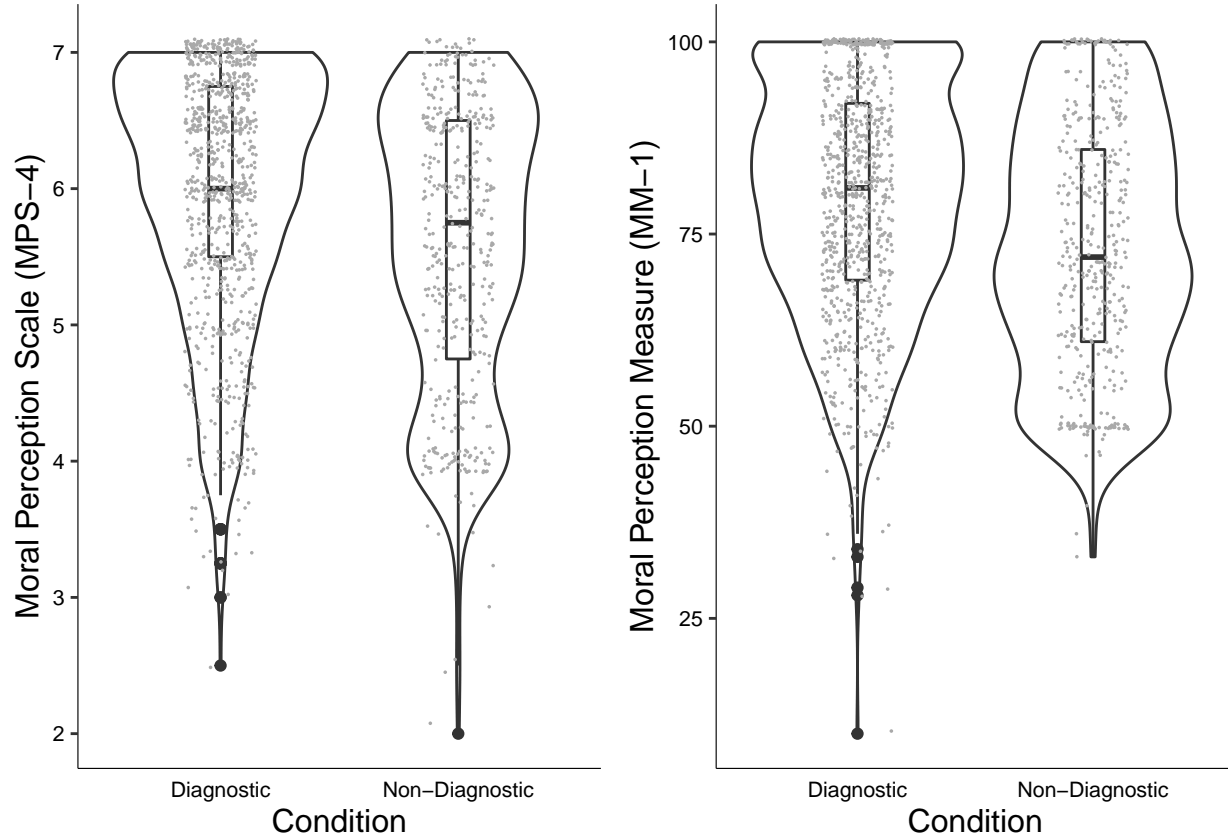 Moral Perception Scale (MPS−4)
7
6
5
4
3
2
Diagnostic
Non−Diagnostic
Condition
Moral Perception Measure (MM−1)
100
75
50
25
Diagnostic
Non−Diagnostic
Condition